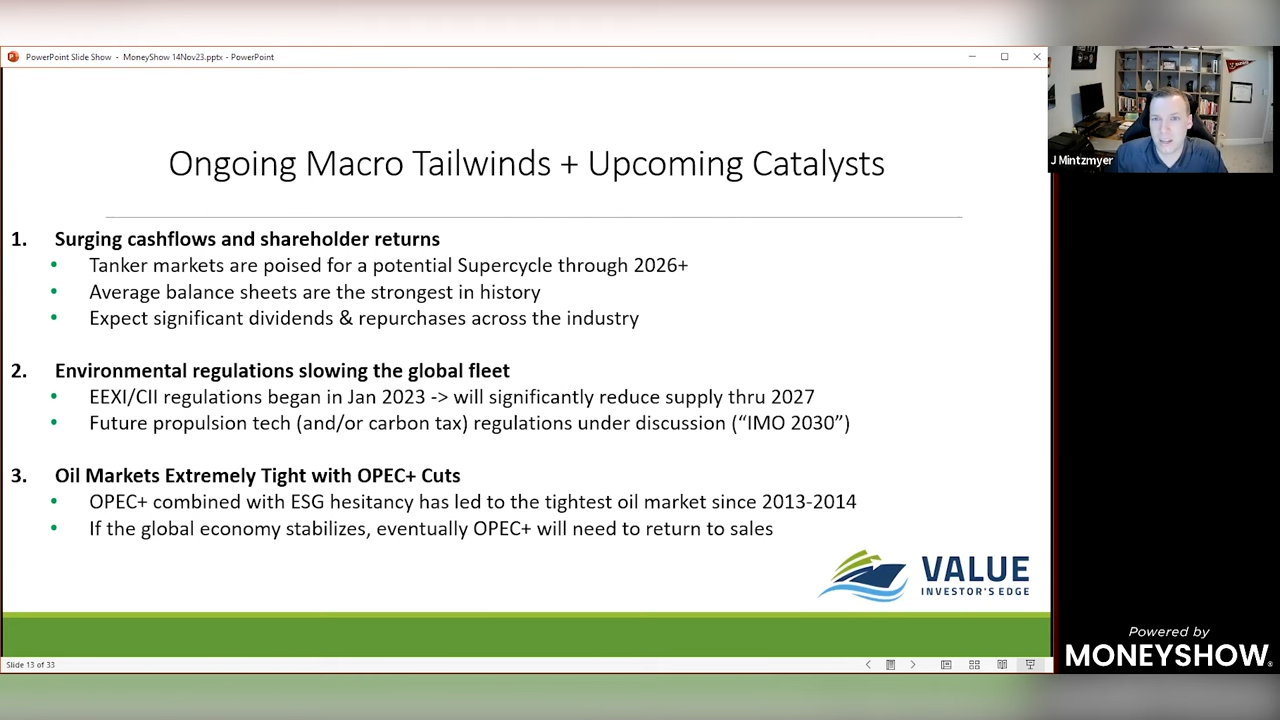 PowerPoint Slide Show - MoneyShow 14Nov23.pptx - PowerPoint
J Mintzmyer
Ongoing Macro Tailwinds + Upcoming Catalysts
1. Surging cashflows and shareholder returns
• Tanker markets are poised for a potential Supercycle through 2026+
• Average balance sheets are the strongest in history
• Expect significant dividends & repurchases across the industry
2. Environmental regulations slowing the global fleet
• EEXI/CII regulations began in Jan 2023 -> will significantly reduce supply thru 2027
• Future propulsion tech (and/or carbon tax) regulations under discussion (“IMO 2030”)
3. Oil Markets Extremely Tight with OPEC+ Cuts
• OPEC+ combined with ESG hesitancy has led to the tightest oil market since 2013-2014
• If the global economy stabilizes, eventually OPEC+ will need to return to sales
VALUE
INVESTOR'S EDGE
Slide 13 of 33
Powered by
MONEYSHOW®